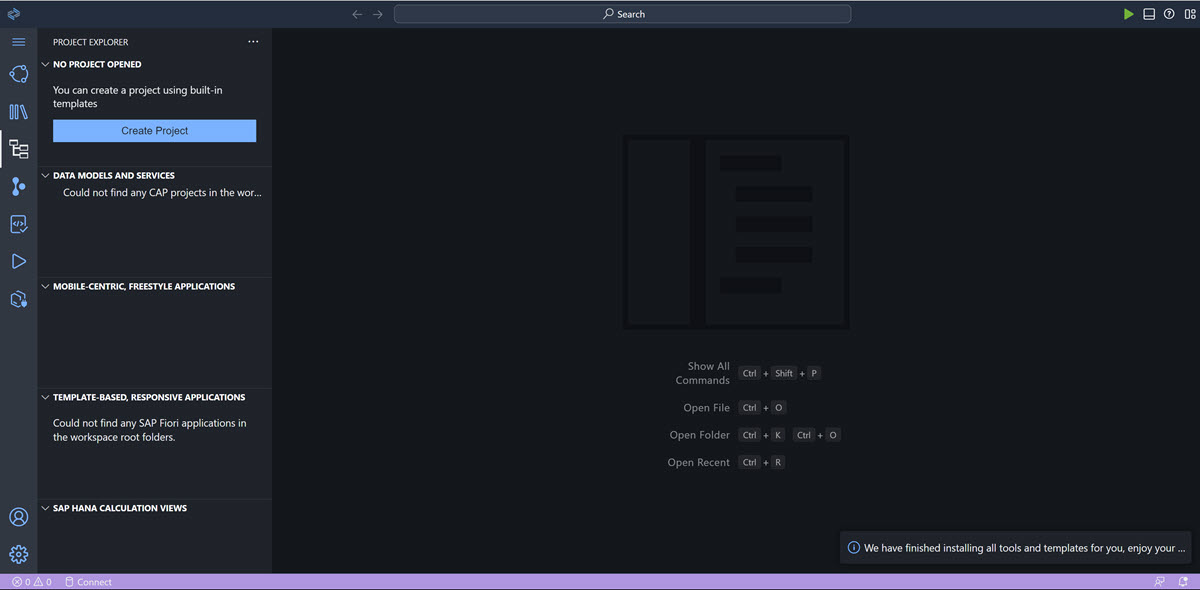 Search
PROJECT EXPLORER
NO PROJECT OPENED
You can create a project using built-in
templates
Create Project
DATA MODELS AND SERVICES
Could not find any CAP projects in the wor...
MOBILE-CENTRIC, FREESTYLE APPLICATIONS
TEMPLATE-BASED, RESPONSIVE APPLICATIONS
Could not find any SAP Fiori applications in
the workspace root folders.
SAP HANA CALCULATION VIEWS
Show All
Commands Ctrl + Shift + P
Open File Ctrl + O
Open Folder Ctrl + K Ctrl + O
Open Recent Ctrl + R
We have finished installing all tools and templates for you, enjoy your ...
0 0 Connect